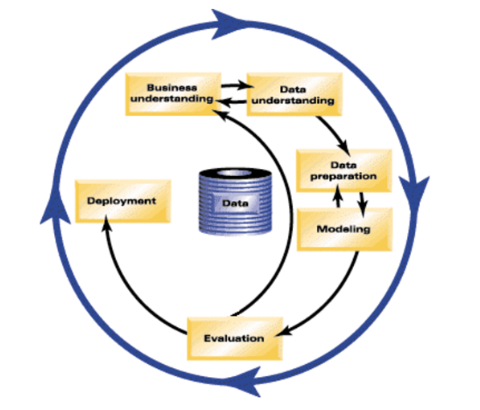 Business
understanding
Data
understanding
Data
preparation
Deployment
Data
Modeling
Evaluation